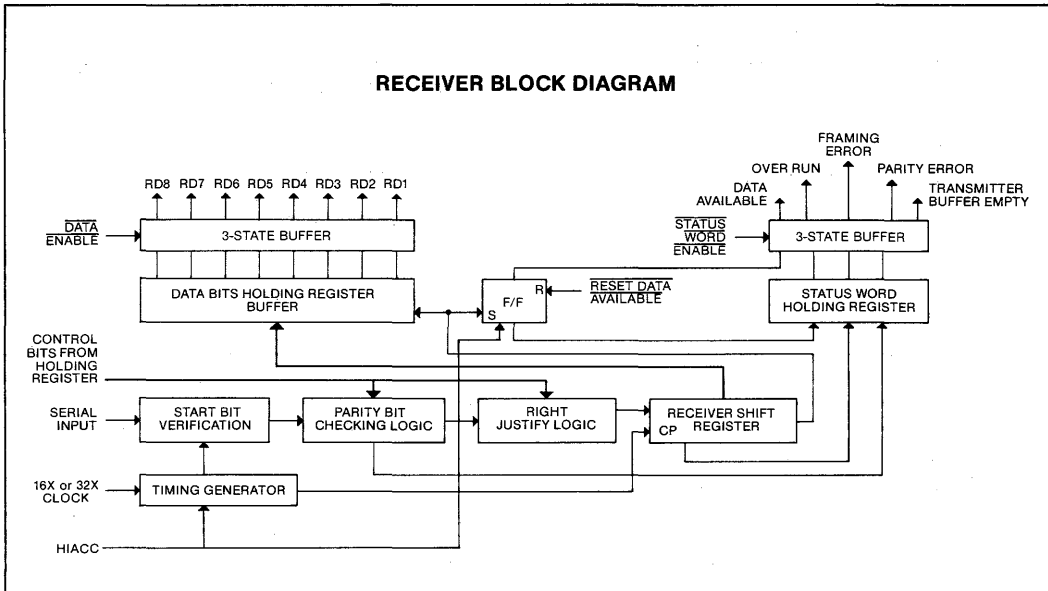 RECEIVER BLOCK DIAGRAM
FRAMING
ERROR
OVER RUN
PARITY ERROR
DATA
AVAILABLE
TRANSMITTER
BUFFER EMPTY
RD8 RD7 RD6 RD5 RD4 RD3 RD2 RD1
DATA
ENABLE
3-STATE BUFFER
STATUS
WORD
ENABLE
3-STATE BUFFER
DATA BITS HOLDING REGISTER
BUFFER
F/F
R
S
RESET DATA
AVAILABLE
STATUS WORD
HOLDING REGISTER
CONTROL
BITS FROM
HOLDING
REGISTER
SERIAL
INPUT
START BIT
VERIFICATION
PARITY BIT
CHECKING LOGIC
RIGHT
JUSTIFY LOGIC
RECEIVER SHIFT
REGISTER
CP
16X or 32X
CLOCK
TIMING GENERATOR
HIACC